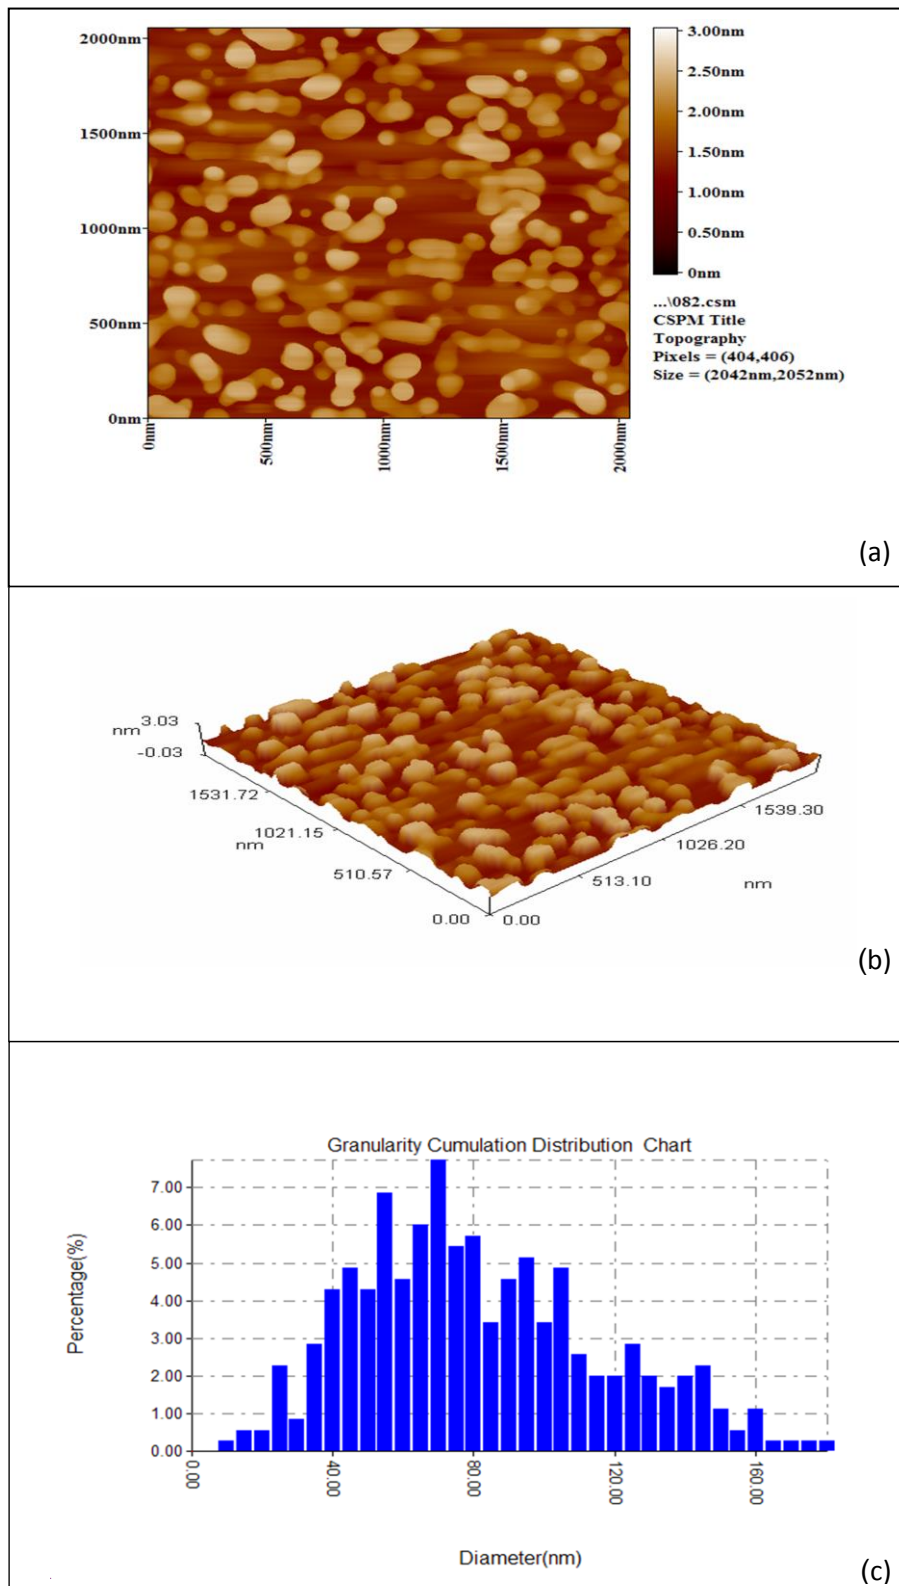 2000nm
1500nm
1000nm
500nm
0nm
0nm
500nm
1000nm
1500nm
2000nm
3.00nm
2.50nm
2.00nm
1.50nm
1.00nm
0.50nm
0nm
...\082.csm
CSPM Title
Topography
Pixels = (404,406)
Size = (2042nm,2052nm)
(a)
3.03
nm
-0.03
1531.72
1021.15
nm
510.57
0.00
0.00
513.10
1026.20
nm
1539.30
(b)
Granularity Cumulation Distribution Chart
Percentage(%)
7.00
6.00
5.00
4.00
3.00
2.00
1.00
0.00
0.00
40.00
80.00
120.00
160.00
Diameter(nm)
(c)